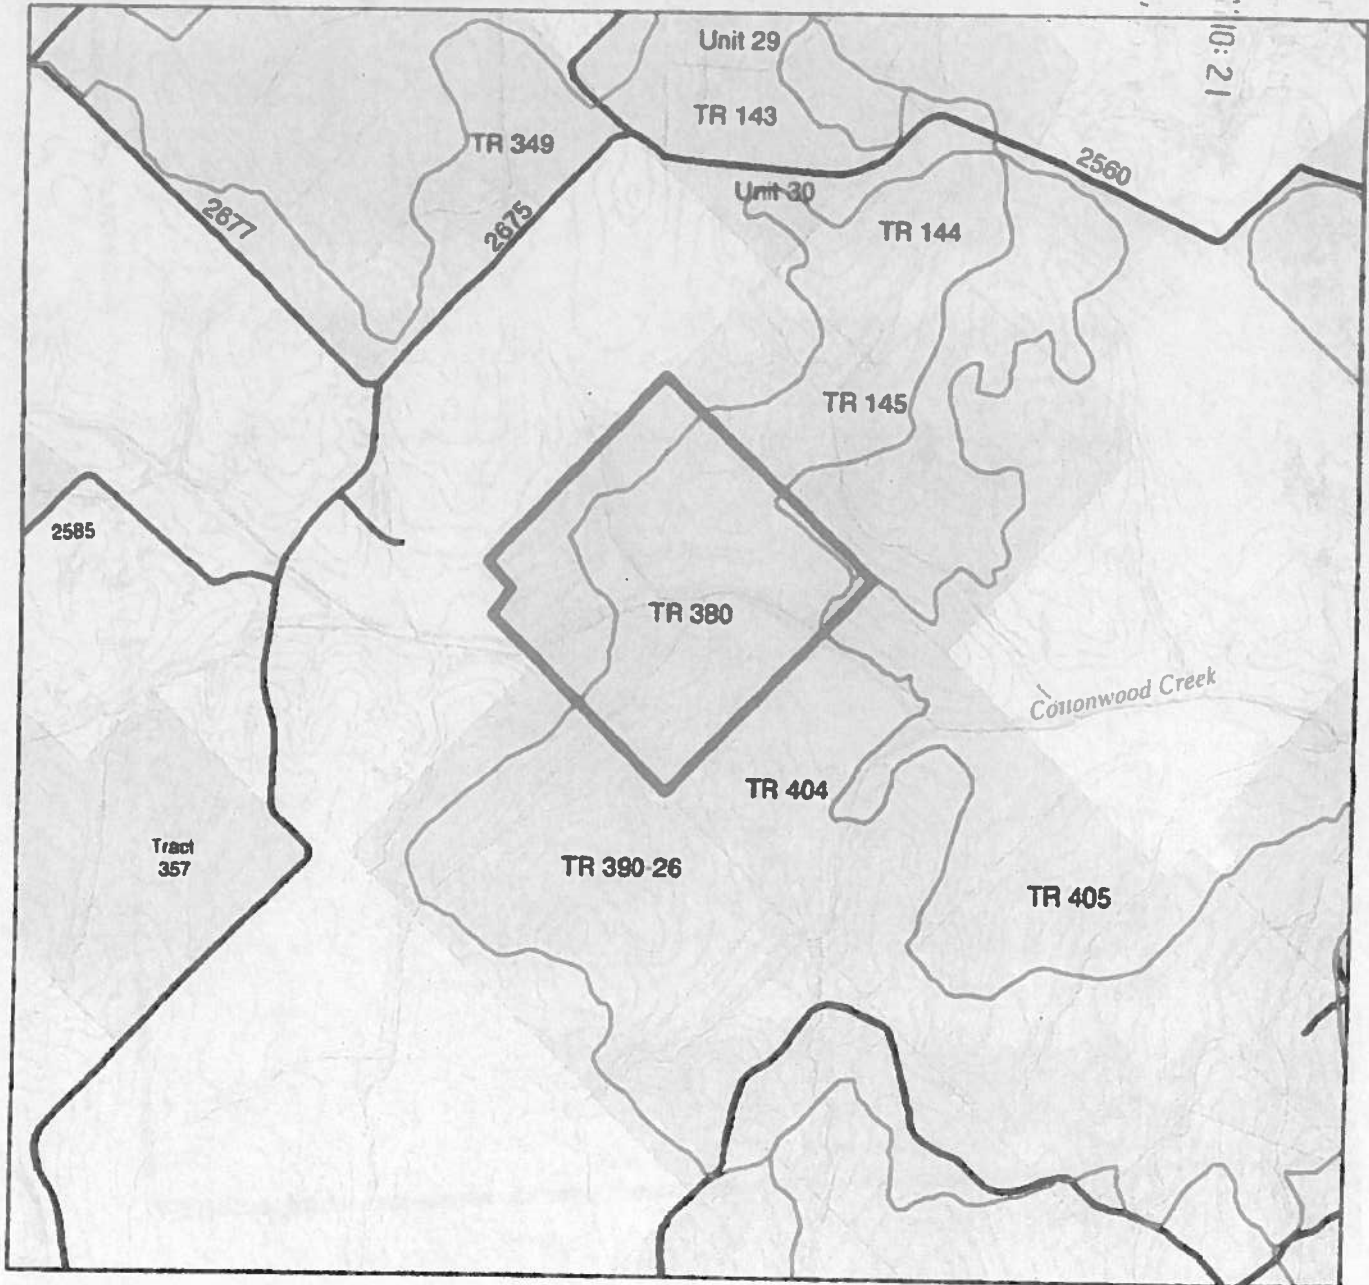 Unit 29
10:21
TR 143
TR 349
2560
Unit 30
2677
2675
TR 144
TR 145
2585
TR 380
Cottonwood Creek
TR 404
Tract
357
TR 390-26
TR 405